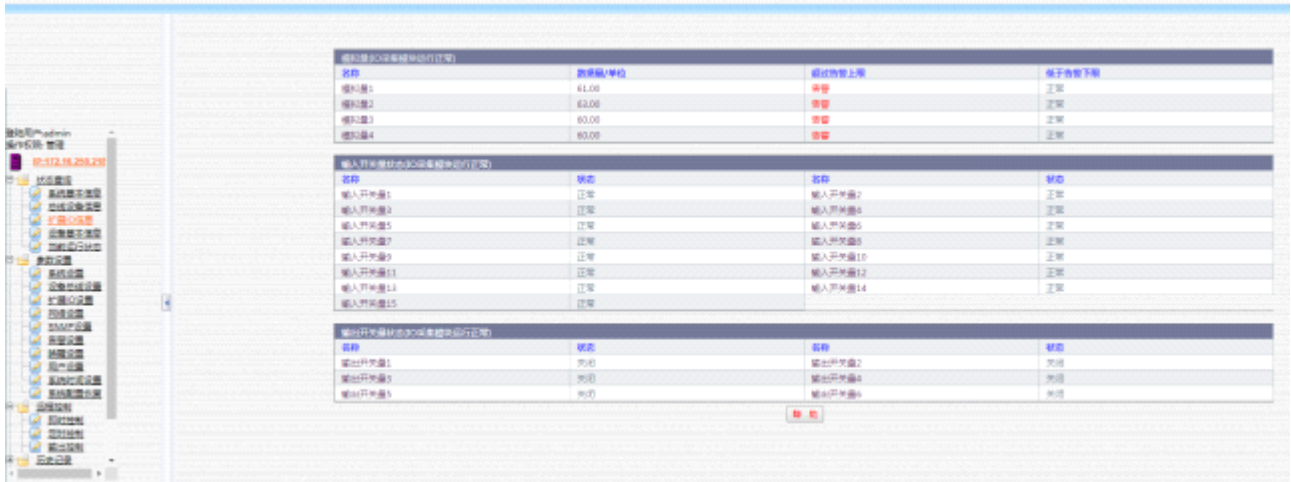 登陆用户admin
操作权限: 管理
IP:172.16.250.250
状态查询
系统基本信息
总线设备信息
扩展IO信息
设备基本信息
功能运行状态
参数设置
系统设置
设备总线设置
扩展IO设置
网络设置
SNMP设置
告警设置
用户设置
系统时间设置
远程控制
即时控制
定时控制
输出控制
历史记录
模拟量(IO采集模块运行正常)
名称 数据量/单位 超过告警上限 低于告警下限
模拟量1 61.00 告警 正常
模拟量2 63.00 告警 正常
模拟量3 60.00 告警 正常
模拟量4 60.00 告警 正常
输入开关量状态(IO采集模块运行正常)
名称 状态 名称 状态
输入开关量1 正常 输入开关量2 正常
输入开关量3 正常 输入开关量4 正常
输入开关量5 正常 输入开关量6 正常
输入开关量7 正常 输入开关量8 正常
输入开关量9 正常 输入开关量10 正常
输入开关量11 正常 输入开关量12 正常
输入开关量13 正常 输入开关量14 正常
输入开关量15 正常
输出开关量状态(IO采集模块运行正常)
名称 状态 名称 状态
输出开关量1 关闭 输出开关量2 关闭
输出开关量3 关闭 输出开关量4 关闭
输出开关量5 关闭 输出开关量6 关闭